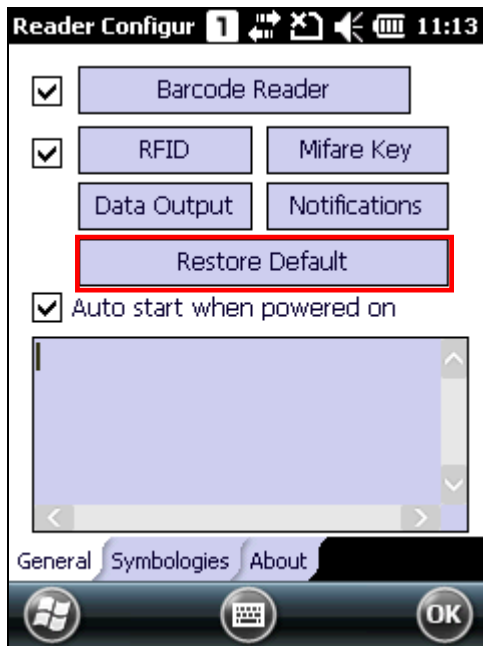 Reader Configur 1 11:13
Barcode Reader
RFID Mifare Key
Data Output Notifications
Restore Default
Auto start when powered on
General Symbologies About
OK